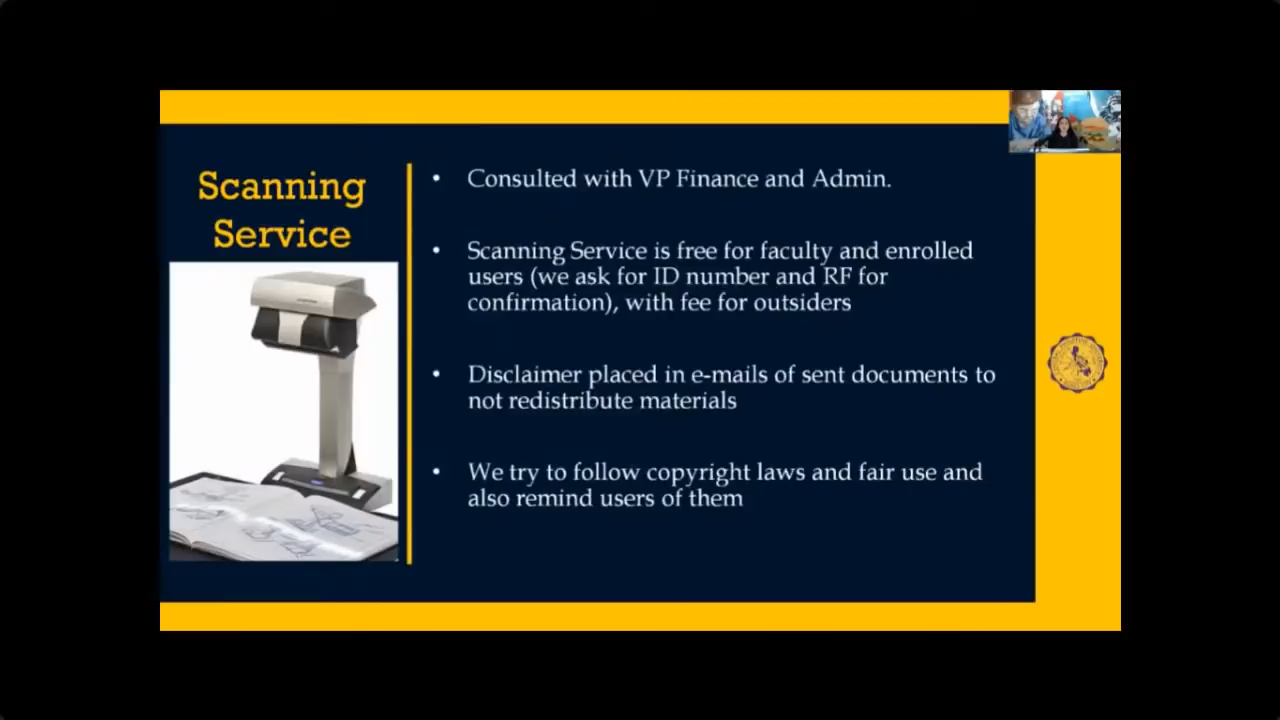 Scanning
Service
• Consulted with VP Finance and Admin.
• Scanning Service is free for faculty and enrolled
users (we ask for ID number and RF for
confirmation), with fee for outsiders
• Disclaimer placed in e-mails of sent documents to
not redistribute materials
• We try to follow copyright laws and fair use and
also remind users of them